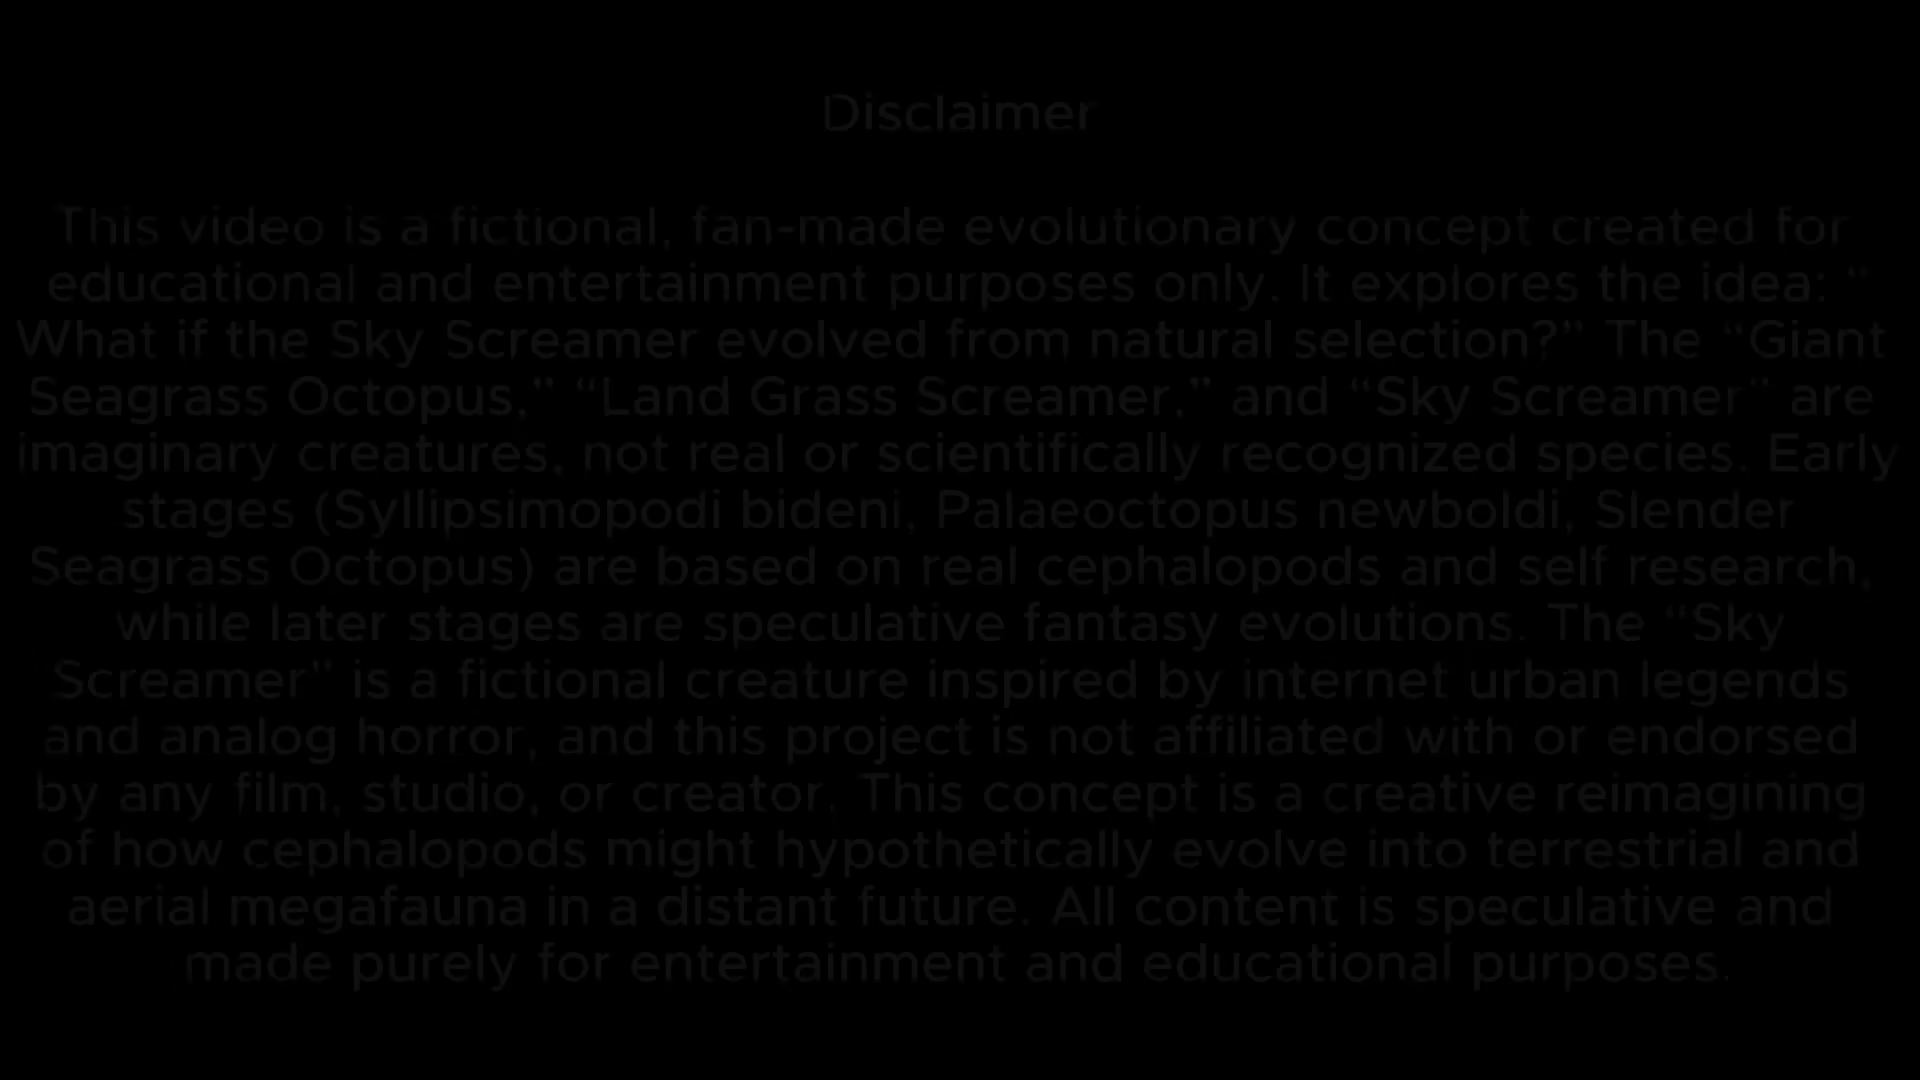 Disclaimer
This video is a fictional, fan-made evolutionary concept created for
educational and entertainment purposes only. It explores the idea: “
What if the Sky Screamer evolved from natural selection?” The “Giant
Seagrass Octopus,” “Land Grass Screamer,” and “Sky Screamer” are
imaginary creatures, not real or scientifically recognized species. Early
stages (Syllipsimopodi bideni, Palaeoctopus newboldi, Slender
Seagrass Octopus) are based on real cephalopods and self research,
while later stages are speculative fantasy evolutions. The “Sky
Screamer” is a fictional creature inspired by internet urban legends
and analog horror, and this project is not affiliated with or endorsed
by any film, studio, or creator. This concept is a creative reimagining
of how cephalopods might hypothetically evolve into terrestrial and
aerial megafauna in a distant future. All content is speculative and
made purely for entertainment and educational purposes.